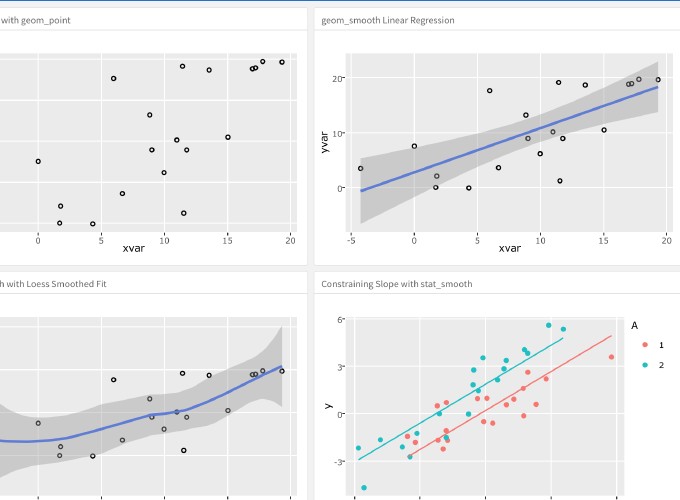 with geom_point
geom_smooth Linear Regression
0 5 10 15 20
xvar
20
10
0
yvar
-5 0 5 10 15 20
xvar
h with Loess Smoothed Fit
Constraining Slope with stat_smooth
6
3
0
-3
y
A
1
2